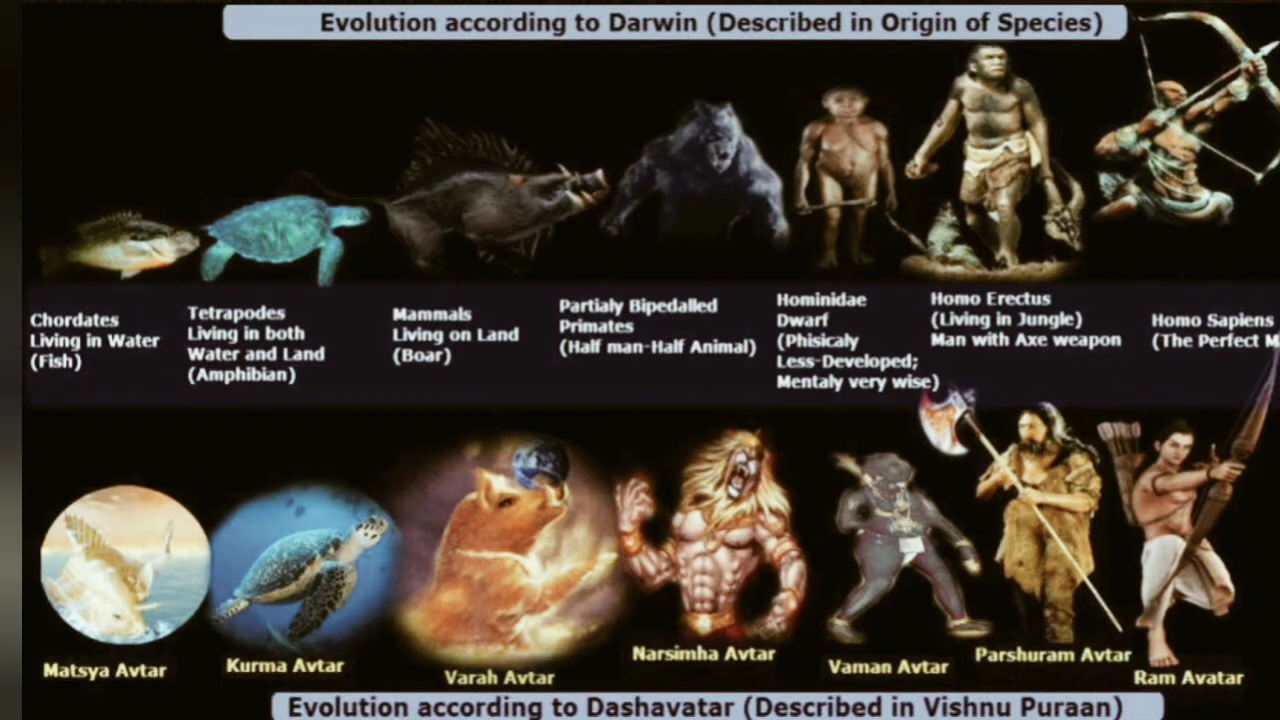 Evolution according to Darwin (Described in Origin of Species)
Chordates
Living in Water
(Fish)
Tetrapodes
Living in both
Water and Land
(Amphibian)
Mammals
Living on Land
(Boar)
Partialy Bipedalled
Primates
(Half man-Half Animal)
Hominidae
Dwarf
(Phisicaly
Less-Developed;
Mentaly very wise)
Homo Erectus
(Living in Jungle)
Man with Axe weapon
Homo Sapiens
(The Perfect M
Matsya Avtar
Kurma Avtar
Varah Avtar
Narsimha Avtar
Vaman Avtar
Parshuram Avtar
Ram Avatar
Evolution according to Dashavatar (Described in Vishnu Puraan)